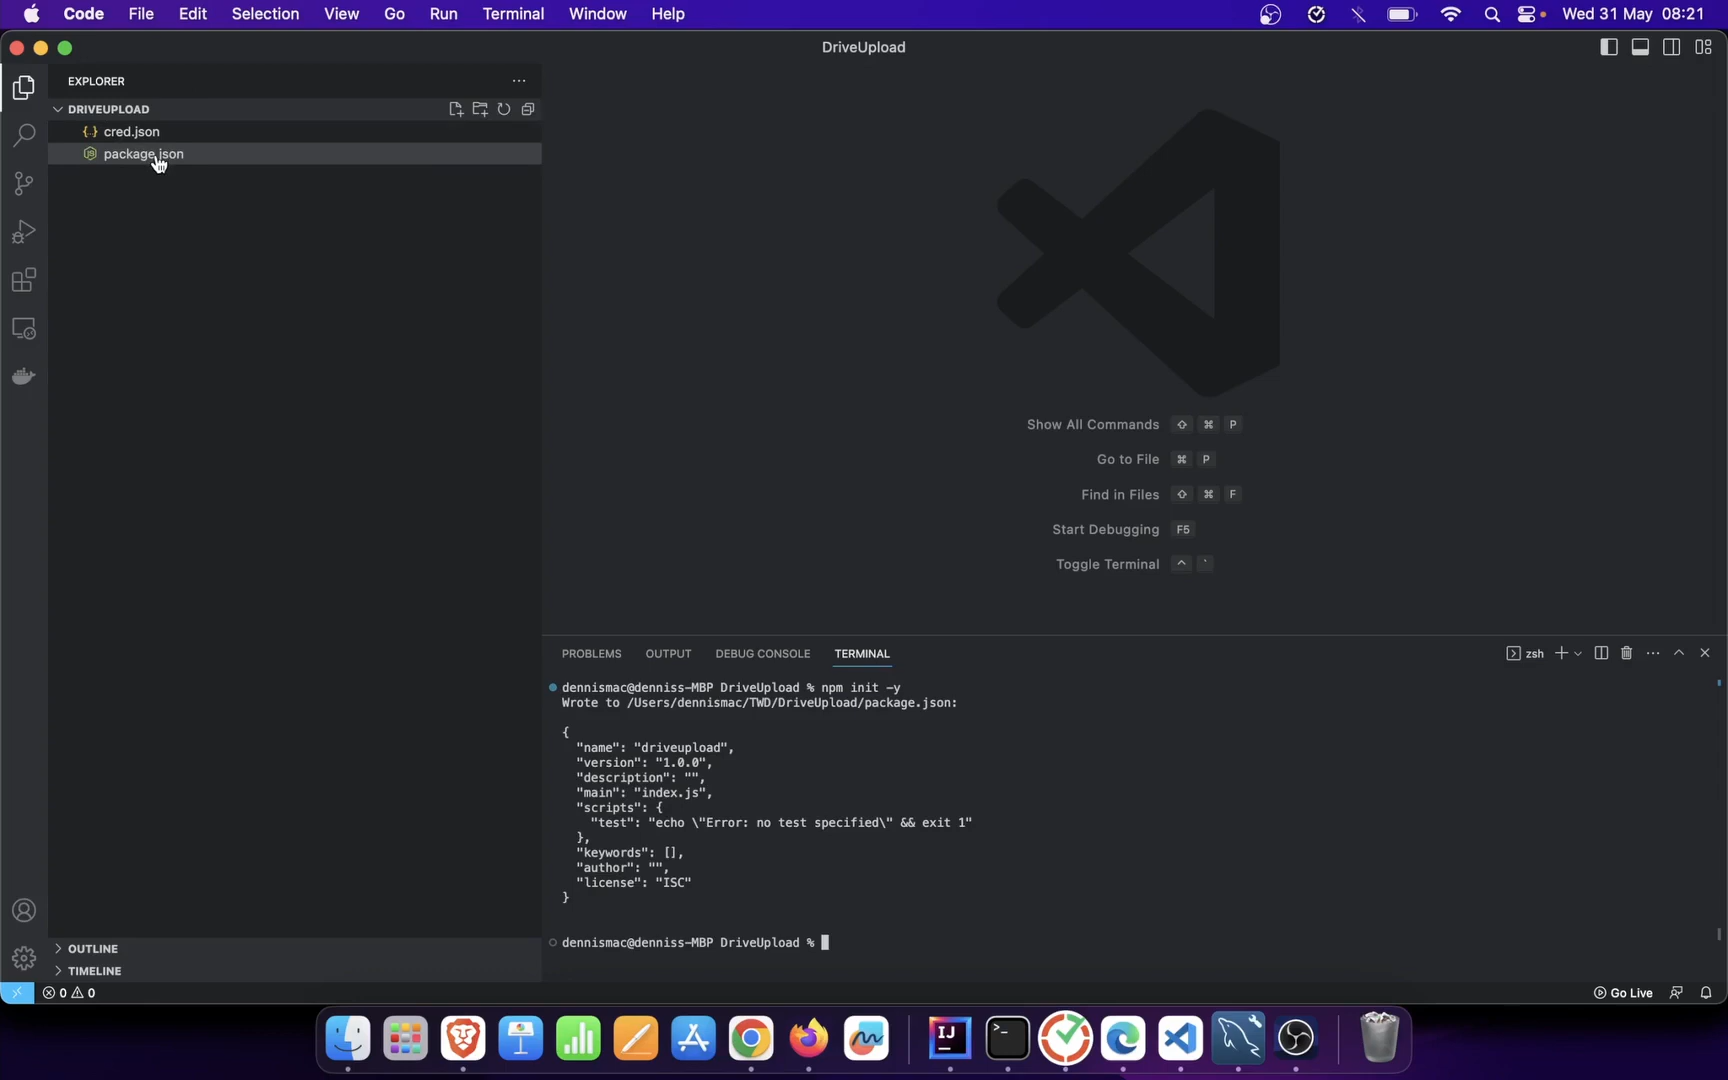 Code File Edit Selection View Go Run Terminal Window Help Wed 31 May 08:21
DriveUpload
EXPLORER
DRIVEUPLOAD
cred.json
package.json
Show All Commands ⇧ ⌘ P
Go to File ⌘ P
Find in Files ⇧ ⌘ F
Start Debugging F5
Toggle Terminal ^ `
PROBLEMS OUTPUT DEBUG CONSOLE TERMINAL zsh
dennismac@denniss-MBP DriveUpload % npm init -y
Wrote to /Users/dennismac/TWD/DriveUpload/package.json:
{
"name": "driveupload",
"version": "1.0.0",
"description": "",
"main": "index.js",
"scripts": {
"test": "echo \"Error: no test specified\" && exit 1"
},
"keywords": [],
"author": "",
"license": "ISC"
}
dennismac@denniss-MBP DriveUpload %
OUTLINE
TIMELINE
0 0 Go Live
IJ